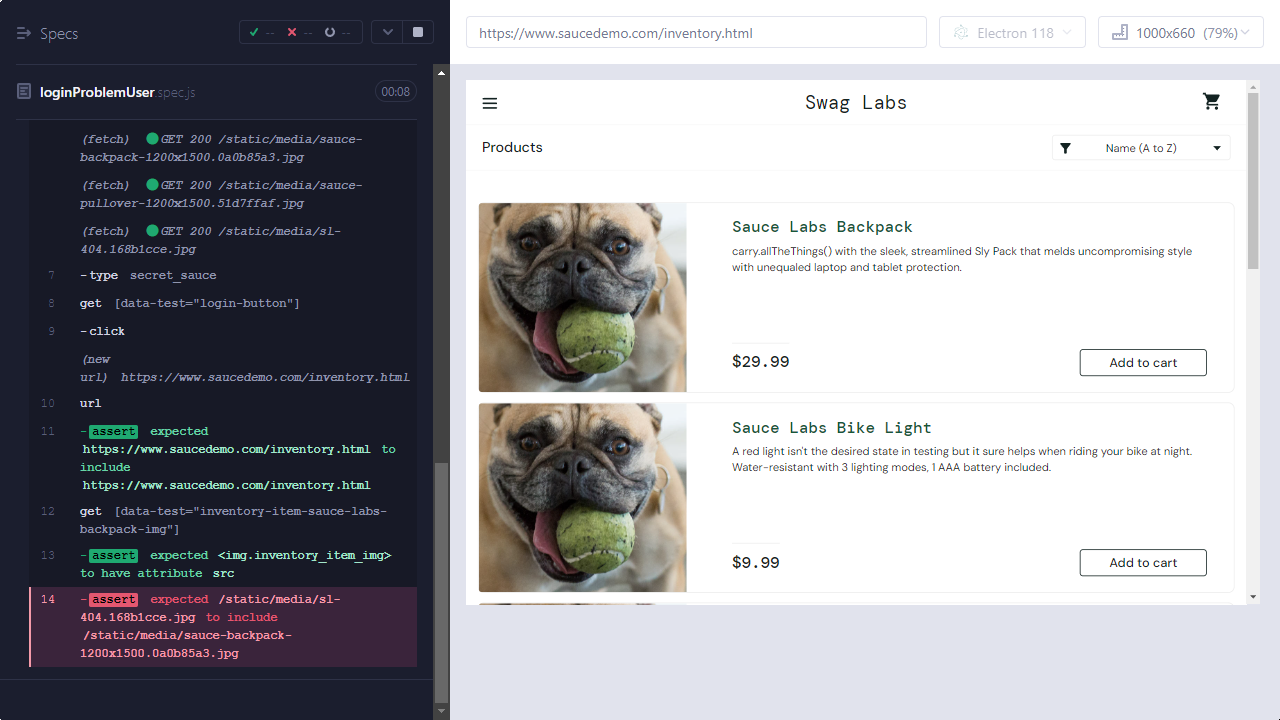 Specs
--
--
--
loginProblemUser.spec.js
00:08
(fetch) GET 200 /static/media/sauce-
backpack-1200x1500.0a0b85a3.jpg
(fetch) GET 200 /static/media/sauce-
pullover-1200x1500.51d7ffaf.jpg
(fetch) GET 200 /static/media/sl-
404.168b1cce.jpg
7 -type secret_sauce
8 get [data-test="login-button"]
9 -click
(new
url) https://www.saucedemo.com/inventory.html
10 url
11 -assert expected
https://www.saucedemo.com/inventory.html to
include
https://www.saucedemo.com/inventory.html
12 get [data-test="inventory-item-sauce-labs-
backpack-img"]
13 -assert expected <img.inventory_item_img>
to have attribute src
14 -assert expected /static/media/sl-
404.168b1cce.jpg to include
/static/media/sauce-backpack-
1200x1500.0a0b85a3.jpg
https://www.saucedemo.com/inventory.html
Electron 118
1000x660 (79%)
Swag Labs
Products
Name (A to Z)
Sauce Labs Backpack
carry.allTheThings() with the sleek, streamlined Sly Pack that melds uncompromising style
with unequaled laptop and tablet protection.
$29.99
Add to cart
Sauce Labs Bike Light
A red light isn't the desired state in testing but it sure helps when riding your bike at night.
Water-resistant with 3 lighting modes, 1 AAA battery included.
$9.99
Add to cart